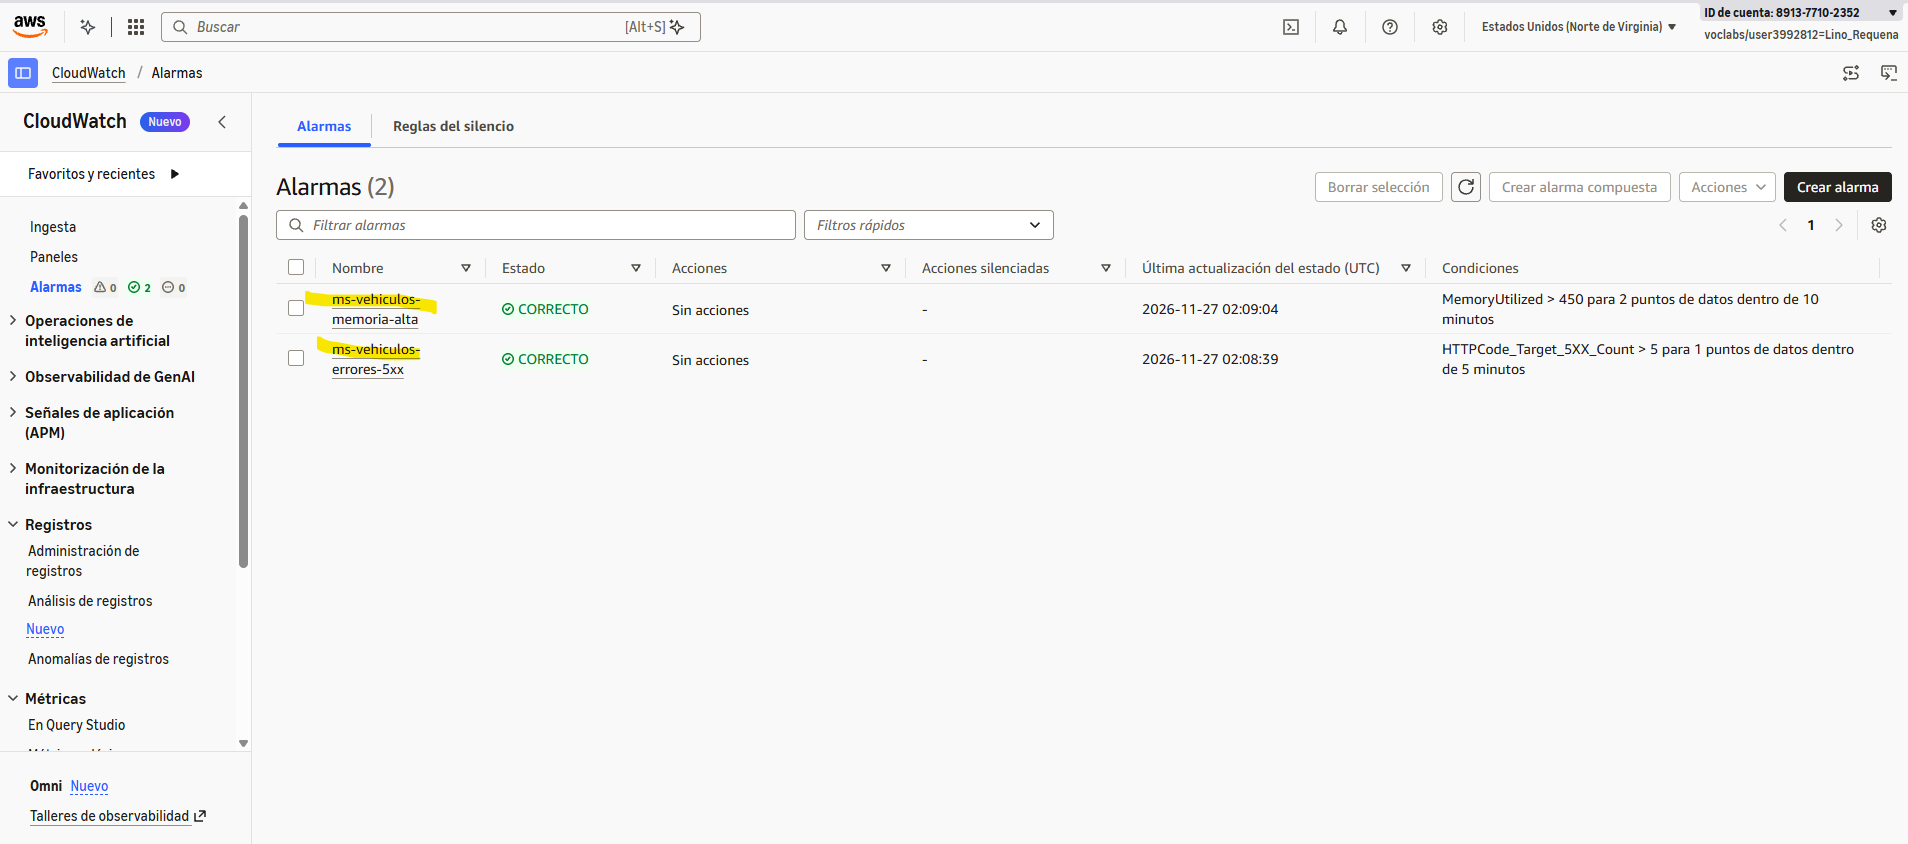 aws
Buscar
[Alt+S]
Estados Unidos (Norte de Virginia)
ID de cuenta: 8913-7710-2352
voclabs/user3992812=Lino_Requena
CloudWatch / Alarmas
CloudWatch
Nuevo
Favoritos y recientes
Ingesta
Paneles
Alarmas 0 2 0
Operaciones de
inteligencia artificial
Observabilidad de GenAI
Señales de aplicación
(APM)
Monitorización de la
infraestructura
Registros
Administración de
registros
Análisis de registros
Nuevo
Anomalías de registros
Métricas
En Query Studio
Omni Nuevo
Talleres de observabilidad
Alarmas
Reglas del silencio
Alarmas (2)
Borrar selección
Crear alarma compuesta
Acciones
Crear alarma
Filtrar alarmas
Filtros rápidos
1
Nombre
Estado
Acciones
Acciones silenciadas
Última actualización del estado (UTC)
Condiciones
ms-vehiculos-
memoria-alta
CORRECTO
Sin acciones
-
2026-11-27 02:09:04
MemoryUtilized > 450 para 2 puntos de datos dentro de 10
minutos
ms-vehiculos-
errores-5xx
CORRECTO
Sin acciones
-
2026-11-27 02:08:39
HTTPCode_Target_5XX_Count > 5 para 1 puntos de datos dentro
de 5 minutos